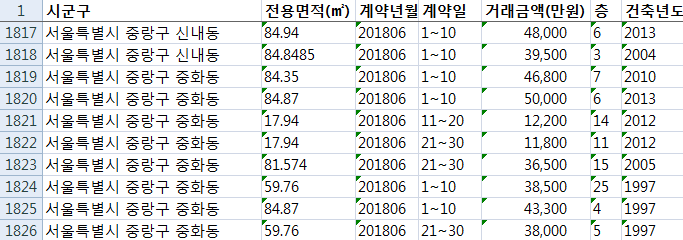 1 시군구 전용면적(㎡) 계약년월 계약일 거래금액(만원) 층 건축년도
1817 서울특별시 중랑구 신내동 84.94 201806 1~10 48,000 6 2013
1818 서울특별시 중랑구 신내동 84.8485 201806 1~10 39,500 3 2004
1819 서울특별시 중랑구 중화동 84.35 201806 1~10 46,800 7 2010
1820 서울특별시 중랑구 중화동 84.87 201806 1~10 50,000 6 2013
1821 서울특별시 중랑구 중화동 17.94 201806 11~20 12,200 14 2012
1822 서울특별시 중랑구 중화동 17.94 201806 21~30 11,800 11 2012
1823 서울특별시 중랑구 중화동 81.574 201806 21~30 36,500 15 2005
1824 서울특별시 중랑구 중화동 59.76 201806 1~10 38,500 25 1997
1825 서울특별시 중랑구 중화동 84.87 201806 1~10 43,300 4 1997
1826 서울특별시 중랑구 중화동 59.76 201806 21~30 38,000 5 1997